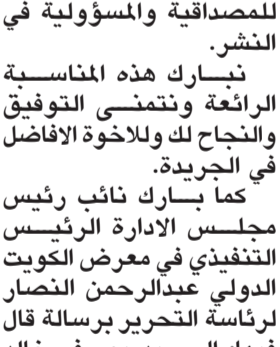 للمصداقية والمسؤولية في
النشر.
نبارك هذه المناسبة
الرائعة ونتمنى التوفيق
والنجاح لك وللاخوة الافاضل
في الجريدة.
كما بارك نائب رئيس
مجلس الادارة الرئيس
التنفيذي في معرض الكويت
الدولي عبدالرحمن النصار
لرئاسة التحرير برسالة قال